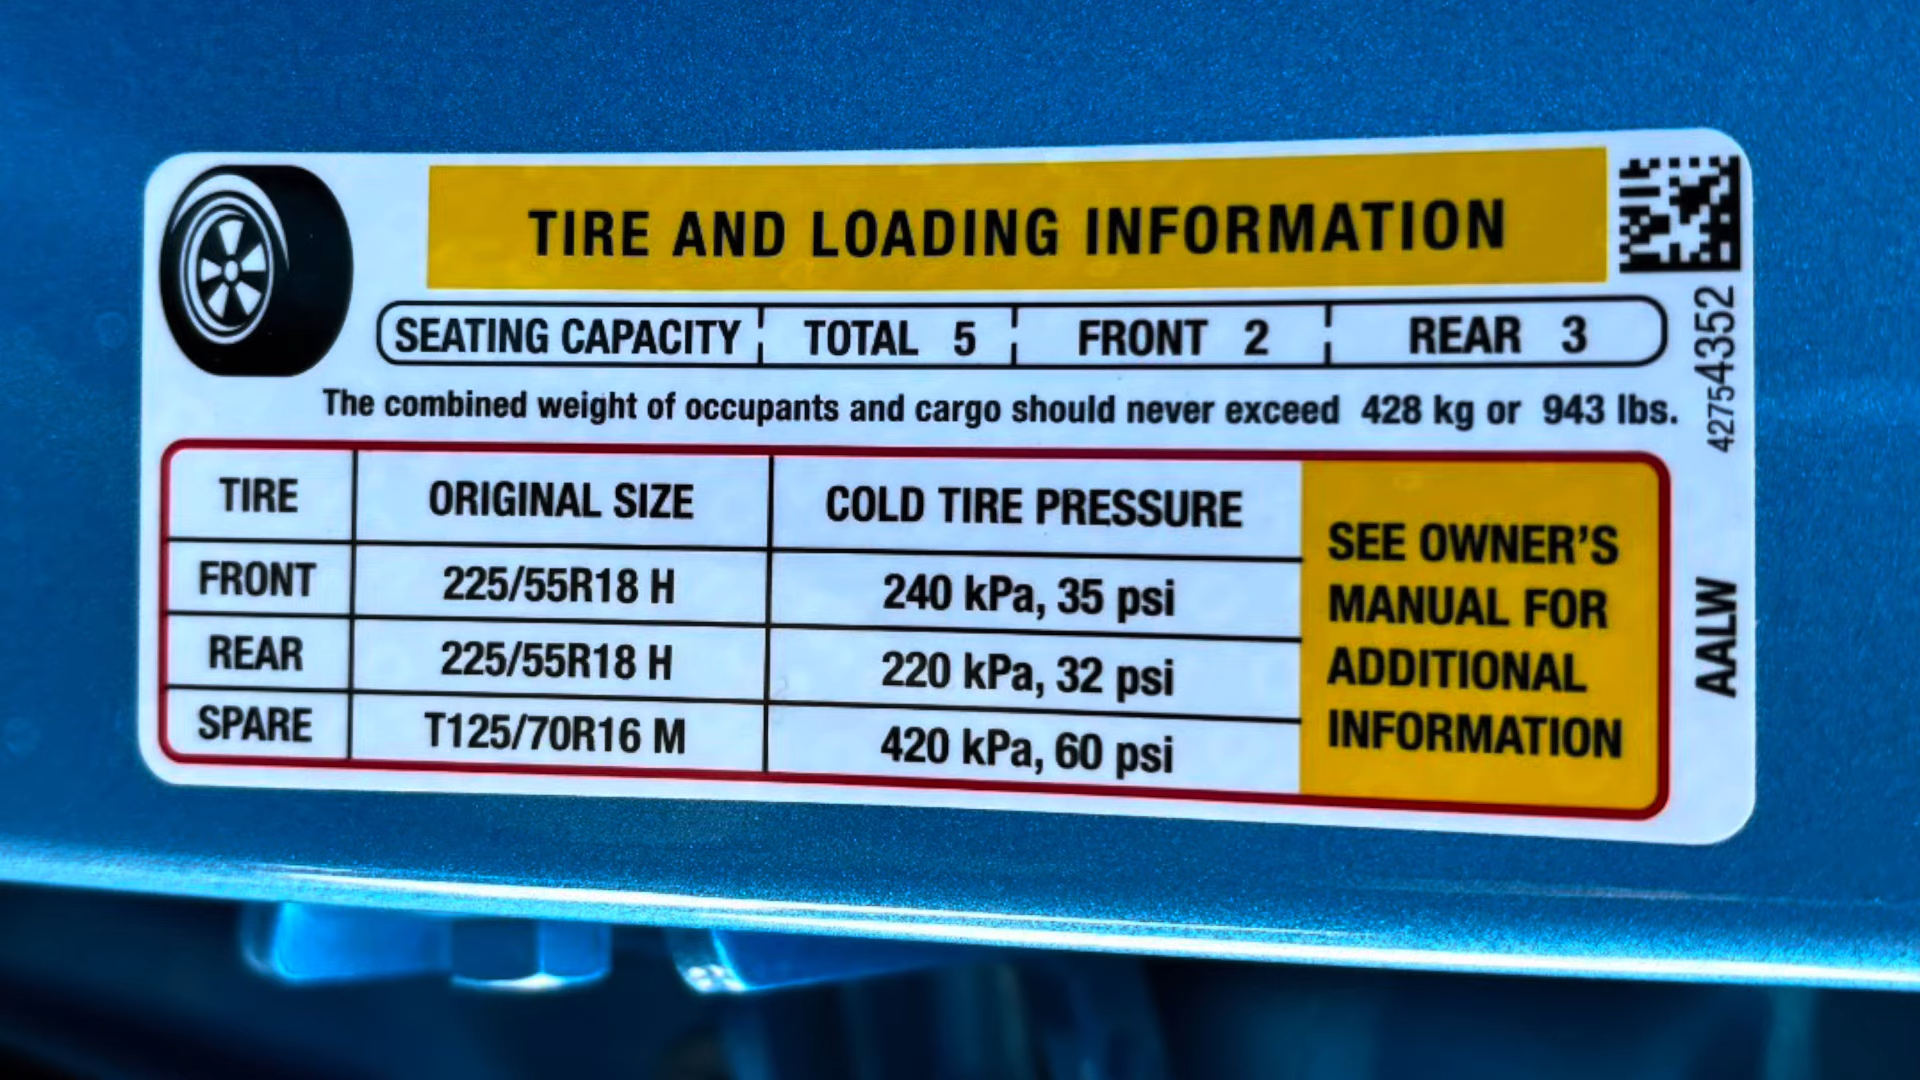 TIRE AND LOADING INFORMATION
SEATING CAPACITY TOTAL 5 FRONT 2 REAR 3
The combined weight of occupants and cargo should never exceed 428 kg or 943 lbs.
TIRE ORIGINAL SIZE COLD TIRE PRESSURE
FRONT 225/55R18 H 240 kPa, 35 psi
REAR 225/55R18 H 220 kPa, 32 psi
SPARE T125/70R16 M 420 kPa, 60 psi
SEE OWNER'S
MANUAL FOR
ADDITIONAL
INFORMATION
42754352
AALW